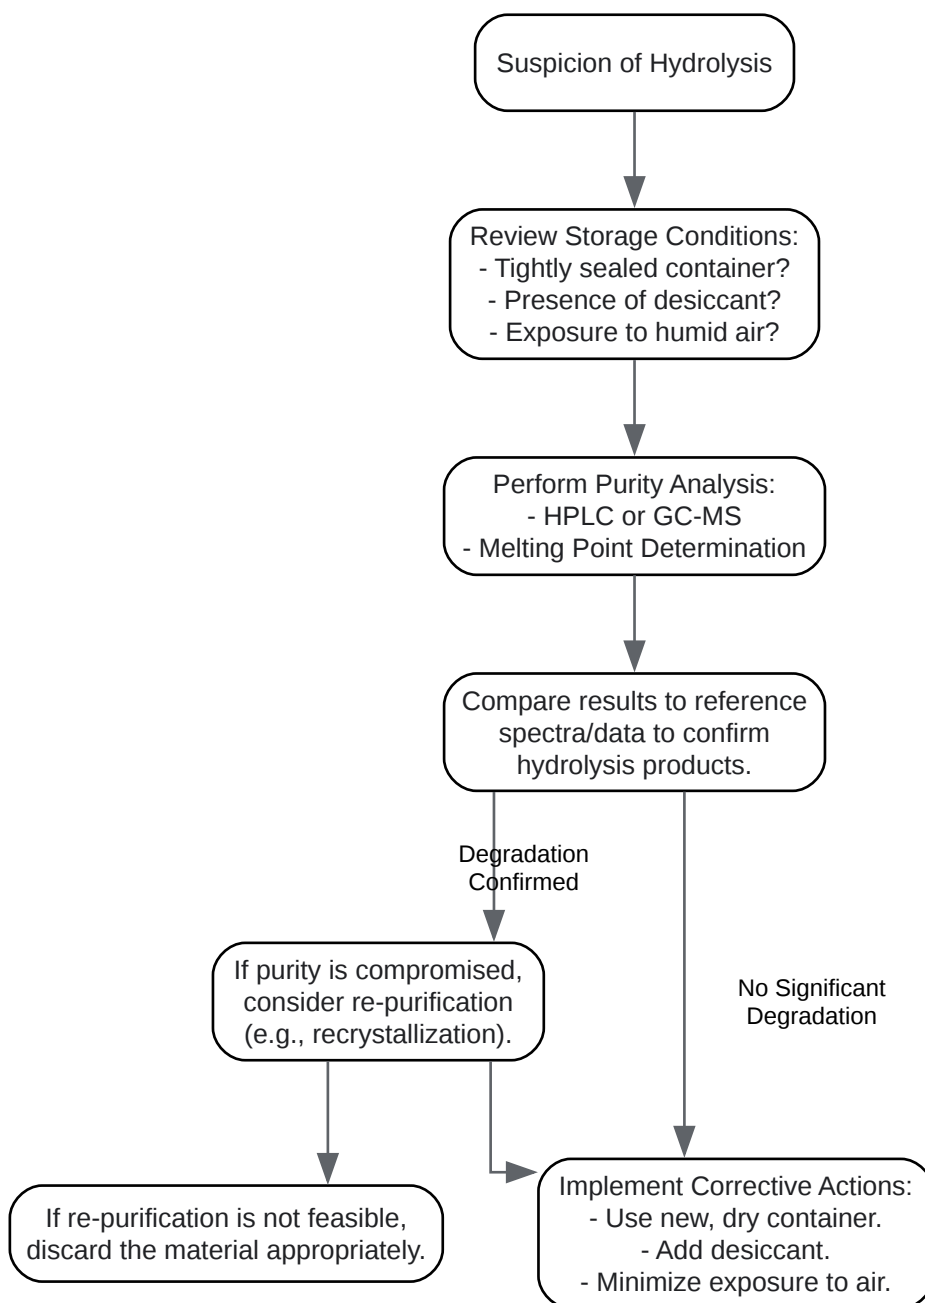 Suspicion of Hydrolysis
Review Storage Conditions:
- Tightly sealed container?
- Presence of desiccant?
- Exposure to humid air?
Perform Purity Analysis:
- HPLC or GC-MS
- Melting Point Determination
Compare results to reference
spectra/data to confirm
hydrolysis products.
Degradation
Confirmed
If purity is compromised,
consider re-purification
(e.g., recrystallization).
No Significant
Degradation
If re-purification is not feasible,
discard the material appropriately.
Implement Corrective Actions:
- Use new, dry container.
- Add desiccant.
- Minimize exposure to air.